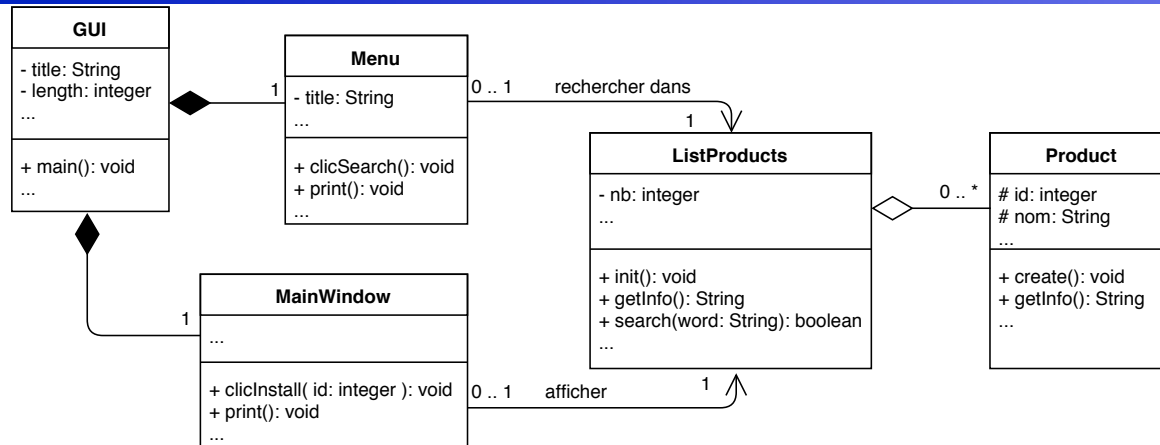 GUI
- title: String
- length: integer
...
+ main(): void
...
1
Menu
- title: String
...
+ clicSearch(): void
+ print(): void
...
0 .. 1
rechercher dans
1
ListProducts
- nb: integer
...
+ init(): void
+ getInfo(): String
+ search(word: String): boolean
...
0 .. *
Product
# id: integer
# nom: String
...
+ create(): void
+ getInfo(): String
...
1
MainWindow
...
+ clicInstall( id: integer ): void
+ print(): void
...
0 .. 1
afficher
1